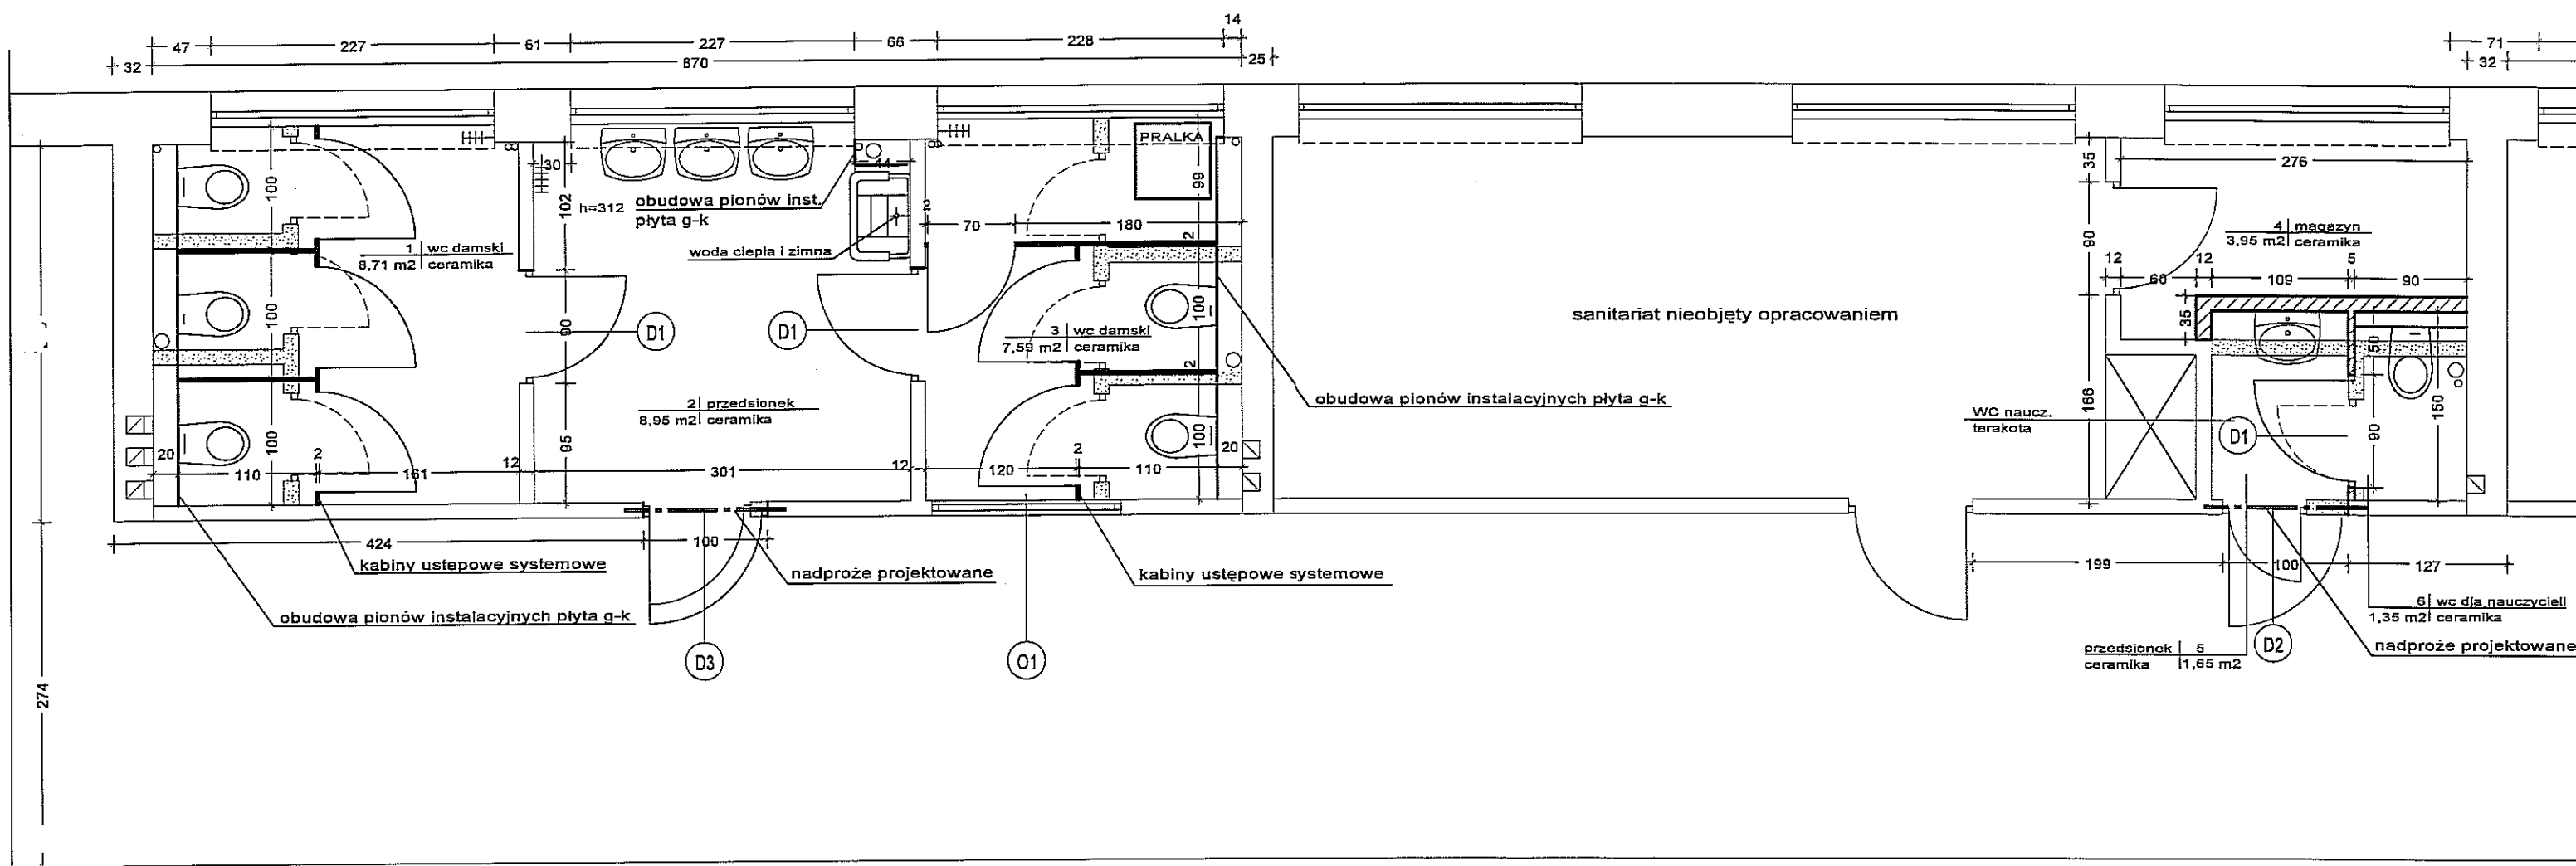 14
47 227 61 227 66 228 71
32 870 25 32
PRALKA
30 44 276 35
100 102 99
h=312 obudowa pionów inst.
płyta g-k
2 70 180 2 90
1 wc damski
8,71 m2 ceramika
woda ciepła i zimna
4 magazyn
3,95 m2 ceramika
12 60 12 109 5 90
100 90 100 35 50
D1 D1
sanitariat nieobjęty opracowaniem
3 wc damski
7,59 m2 ceramika
2
2 przedsionek
8,95 m2 ceramika
obudowa pionów instalacyjnych płyta g-k
166 150
WC naucz.
terakota
D1
100 95 100 90
20 110 2 161 12 301 12 120 2 110 20
424 100
199 100 127
kabiny ustępowe systemowe
nadproże projektowane
kabiny ustępowe systemowe
obudowa pionów instalacyjnych płyta g-k
6 wc dla nauczycieli
1,35 m2 ceramika
D3 O1 D2
przedsionek 5
ceramika 1,65 m2
nadproże projektowane
274